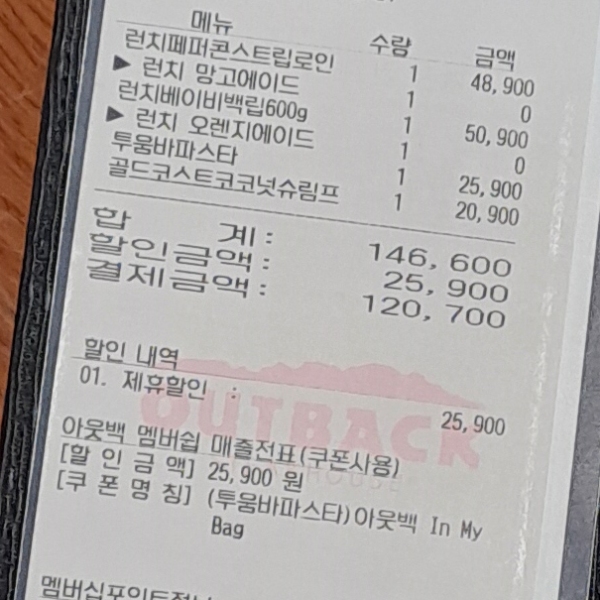 메뉴 수량 금액
런치페퍼콘스트립로인 1 48,900
▶ 런치 망고에이드 1 0
런치베이비백립600g 1 50,900
▶ 런치 오렌지에이드 1 0
투움바파스타 1 25,900
골드코스트코코넛슈림프 1 20,900
합 계: 146,600
할인금액: 25,900
결제금액: 120,700
할인 내역
01. 제휴할인 : 25,900
OUTBACK
아웃백 멤버쉽 매출전표(쿠폰사용)
[할 인 금 액] 25,900 원
[쿠 폰 명 칭] (투움바파스타)아웃백 In My
Bag